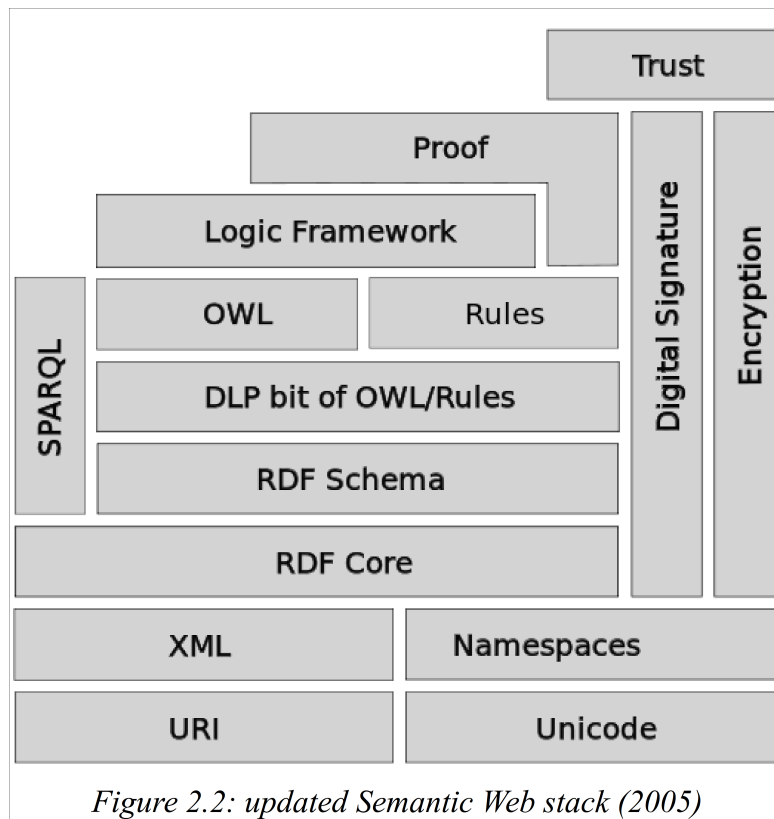 Trust
Proof
Logic Framework
OWL
Rules
SPARQL
DLP bit of OWL/Rules
RDF Schema
RDF Core
Digital Signature
Encryption
XML
Namespaces
URI
Unicode
Figure 2.2: updated Semantic Web stack (2005)